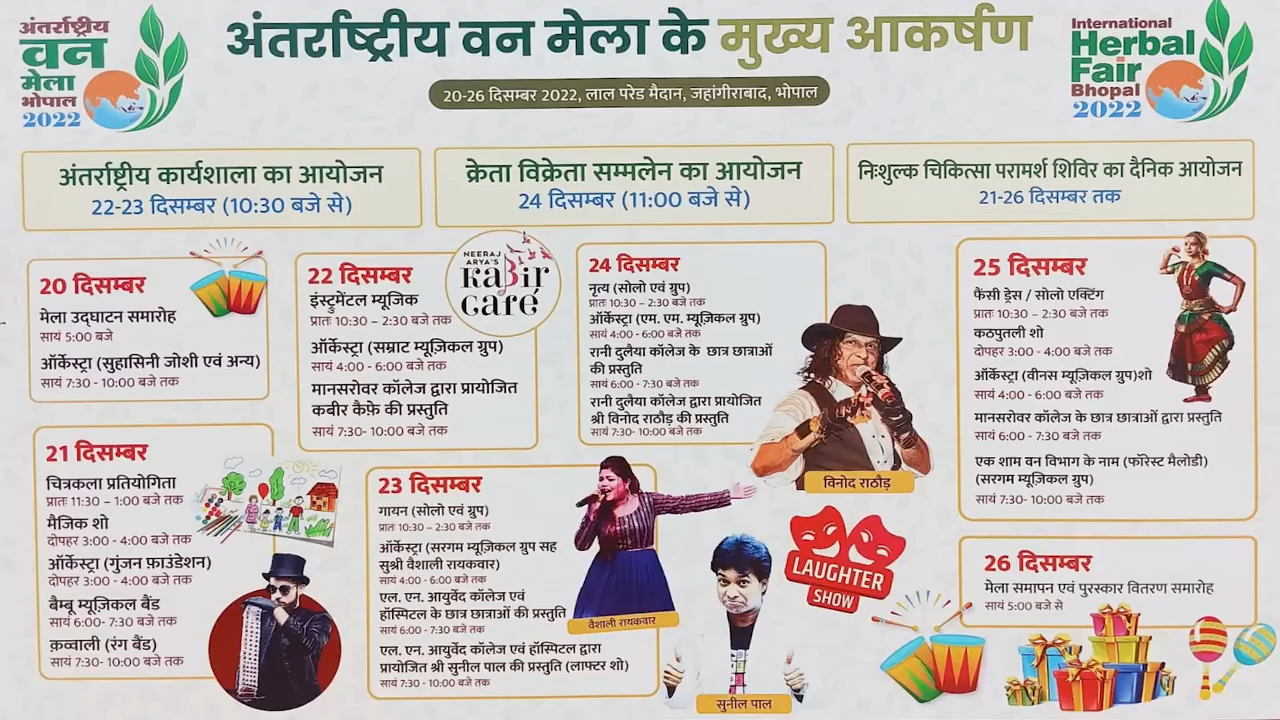 अंतर्राष्ट्रीय
वन
मेला
भोपाल
2022
अंतर्राष्ट्रीय वन मेला के मुख्य आकर्षण
20-26 दिसम्बर 2022, लाल परेड मैदान, जहांगीराबाद, भोपाल
International
Herbal
Fair
Bhopal
2022
अंतर्राष्ट्रीय कार्यशाला का आयोजन
22-23 दिसम्बर (10:30 बजे से)
क्रेता विक्रेता सम्मलेन का आयोजन
24 दिसम्बर (11:00 बजे से)
निःशुल्क चिकित्सा परामर्श शिविर का दैनिक आयोजन
21-26 दिसम्बर तक
20 दिसम्बर
मेला उद्घाटन समारोह
सायं 5:00 बजे
ऑर्केस्ट्रा (सुहासिनी जोशी एवं अन्य)
सायं 7:30 - 10:00 बजे तक
21 दिसम्बर
चित्रकला प्रतियोगिता
प्रातः 11:30 – 1:00 बजे तक
मैजिक शो
दोपहर 3:00 - 4:00 बजे तक
ऑर्केस्ट्रा (गुंजन फ़ाउंडेशन)
दोपहर 3:00 - 4:00 बजे तक
बैम्बू म्यूज़िकल बैंड
सायं 6:00- 7:30 बजे तक
क़व्वाली (रंग बैंड)
सायं 7:30- 10:00 बजे तक
22 दिसम्बर
इंस्ट्रुमेंटल म्यूजिक
प्रातः 10:30 – 2:30 बजे तक
ऑर्केस्ट्रा (सम्राट म्यूज़िकल ग्रुप)
सायं 4:00 - 6:00 बजे तक
मानसरोवर कॉलेज द्वारा प्रायोजित
कबीर कैफ़े की प्रस्तुति
सायं 7:30- 10:00 बजे तक
NEERAJ
ARYA'S
KaBir
café
23 दिसम्बर
गायन (सोलो एवं ग्रुप)
प्रातः 10:30 – 2:30 बजे तक
ऑर्केस्ट्रा (सरगम म्यूज़िकल ग्रुप सह
सुश्री वैशाली रायकवार)
सायं 4:00 - 6:00 बजे तक
एल. एन. आयुर्वेद कॉलेज एवं
हॉस्पिटल के छात्र छात्राओं की प्रस्तुति
सायं 6:00 - 7:30 बजे तक
एल. एन. आयुर्वेद कॉलेज एवं हॉस्पिटल द्वारा
प्रायोजित श्री सुनील पाल की प्रस्तुति (लाफ्टर शो)
सायं 7:30 - 10:00 बजे तक
वैशाली रायकवार
24 दिसम्बर
नृत्य (सोलो एवं ग्रुप)
प्रातः 10:30 – 2:30 बजे तक
ऑर्केस्ट्रा (एम. एम. म्यूज़िकल ग्रुप)
सायं 4:00 - 6:00 बजे तक
रानी दुलैया कॉलेज के छात्र छात्राओं
की प्रस्तुति
सायं 6:00 - 7:30 बजे तक
रानी दुलैया कॉलेज द्वारा प्रायोजित
श्री विनोद राठौड़ की प्रस्तुति
सायं 7:30- 10:00 बजे तक
विनोद राठौड़
LAUGHTER
SHOW
सुनील पाल
25 दिसम्बर
फैंसी ड्रेस / सोलो एक्टिंग
प्रातः 10:30 – 2:30 बजे तक
कठपुतली शो
दोपहर 3:00 - 04:00 बजे तक
ऑर्केस्ट्रा (वीनस म्यूज़िकल ग्रुप)शो
सायं 4:00 - 6:00 बजे तक
मानसरोवर कॉलेज के छात्र छात्राओं द्वारा प्रस्तुति
सायं 6:00 - 7:30 बजे तक
एक शाम वन विभाग के नाम (फॉरेस्ट मैलोडी)
(सरगम म्यूज़िकल ग्रुप)
सायं 7:30- 10:00 बजे तक
26 दिसम्बर
मेला समापन एवं पुरस्कार वितरण समारोह
सायं 5:00 बजे से